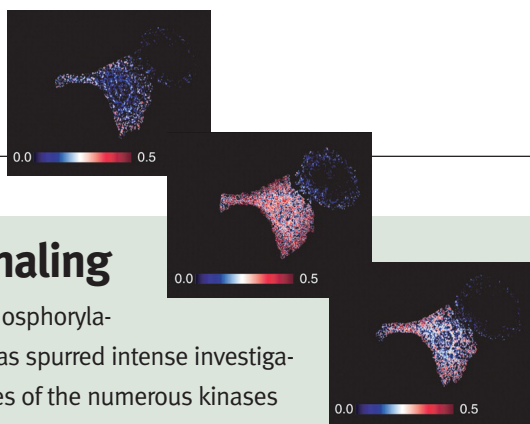 0.0 0.5
0.0 0.5
0.0 0.5
naling
osphoryla-
as spurred intense investiga-
es of the numerous kinases